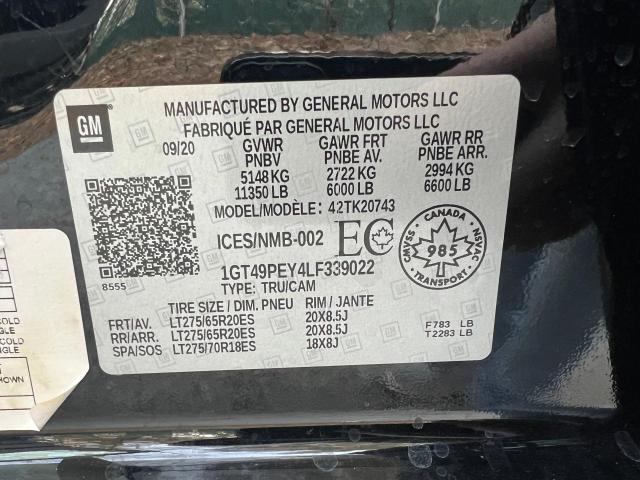 GM
MANUFACTURED BY GENERAL MOTORS LLC
FABRIQUÉ PAR GENERAL MOTORS LLC
09/20 GVWR GAWR FRT GAWR RR
PNBV PNBE AV. PNBE ARR.
5148 KG 2722 KG 2994 KG
11350 LB 6000 LB 6600 LB
MODEL/MODÈLE: 42TK20743
ICES/NMB-002 EC
CANADA
CMVSS 985 NSVAC
TRANSPORT
1GT49PEY4LF339022
8555
TYPE: TRU/CAM
TIRE SIZE / DIM. PNEU RIM / JANTE
FRT/AV. LT275/65R20ES 20X8.5J
RR/ARR. LT275/65R20ES 20X8.5J
SPA/SOS LT275/70R18ES 18X8J
F783 LB
T2283 LB
COLD
ANGLE
COLD
ANGLE
SHOWN